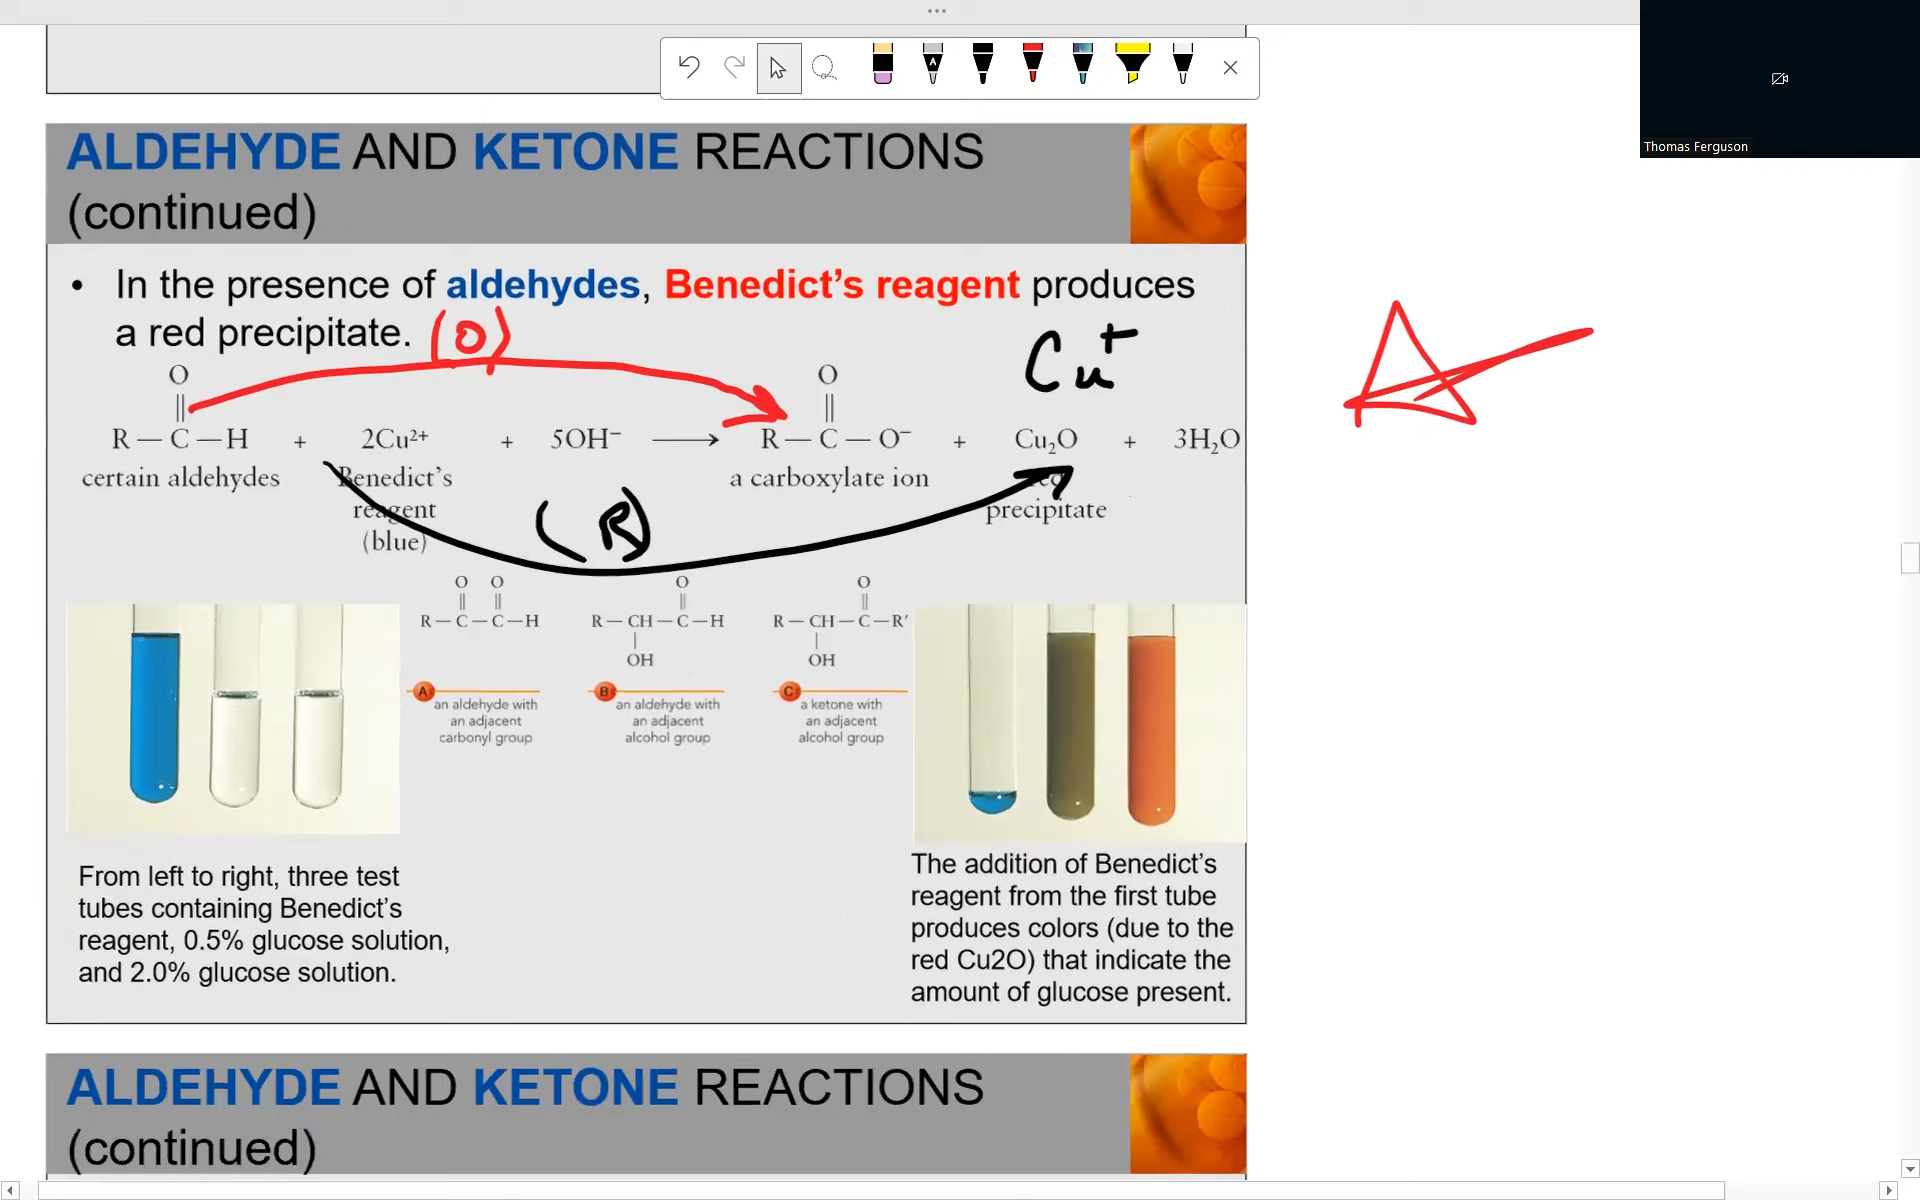 Thomas Ferguson
ALDEHYDE AND KETONE REACTIONS
(continued)
• In the presence of aldehydes, Benedict's reagent produces
a red precipitate. (O)
Cu+
O
||
R — C — H + 2Cu²⁺ + 5OH⁻ ⟶ R — C — O⁻ + Cu₂O + 3H₂O
O
||
certain aldehydes
Benedict's
reagent
(blue)
a carboxylate ion
red
precipitate
(R)
O O
|| ||
R — C — C — H
O
||
R — CH — C — H
|
OH
O
||
R — CH — C — R′
|
OH
A
an aldehyde with
an adjacent
carbonyl group
B
an aldehyde with
an adjacent
alcohol group
C
a ketone with
an adjacent
alcohol group
From left to right, three test
tubes containing Benedict's
reagent, 0.5% glucose solution,
and 2.0% glucose solution.
The addition of Benedict's
reagent from the first tube
produces colors (due to the
red Cu2O) that indicate the
amount of glucose present.
ALDEHYDE AND KETONE REACTIONS
(continued)